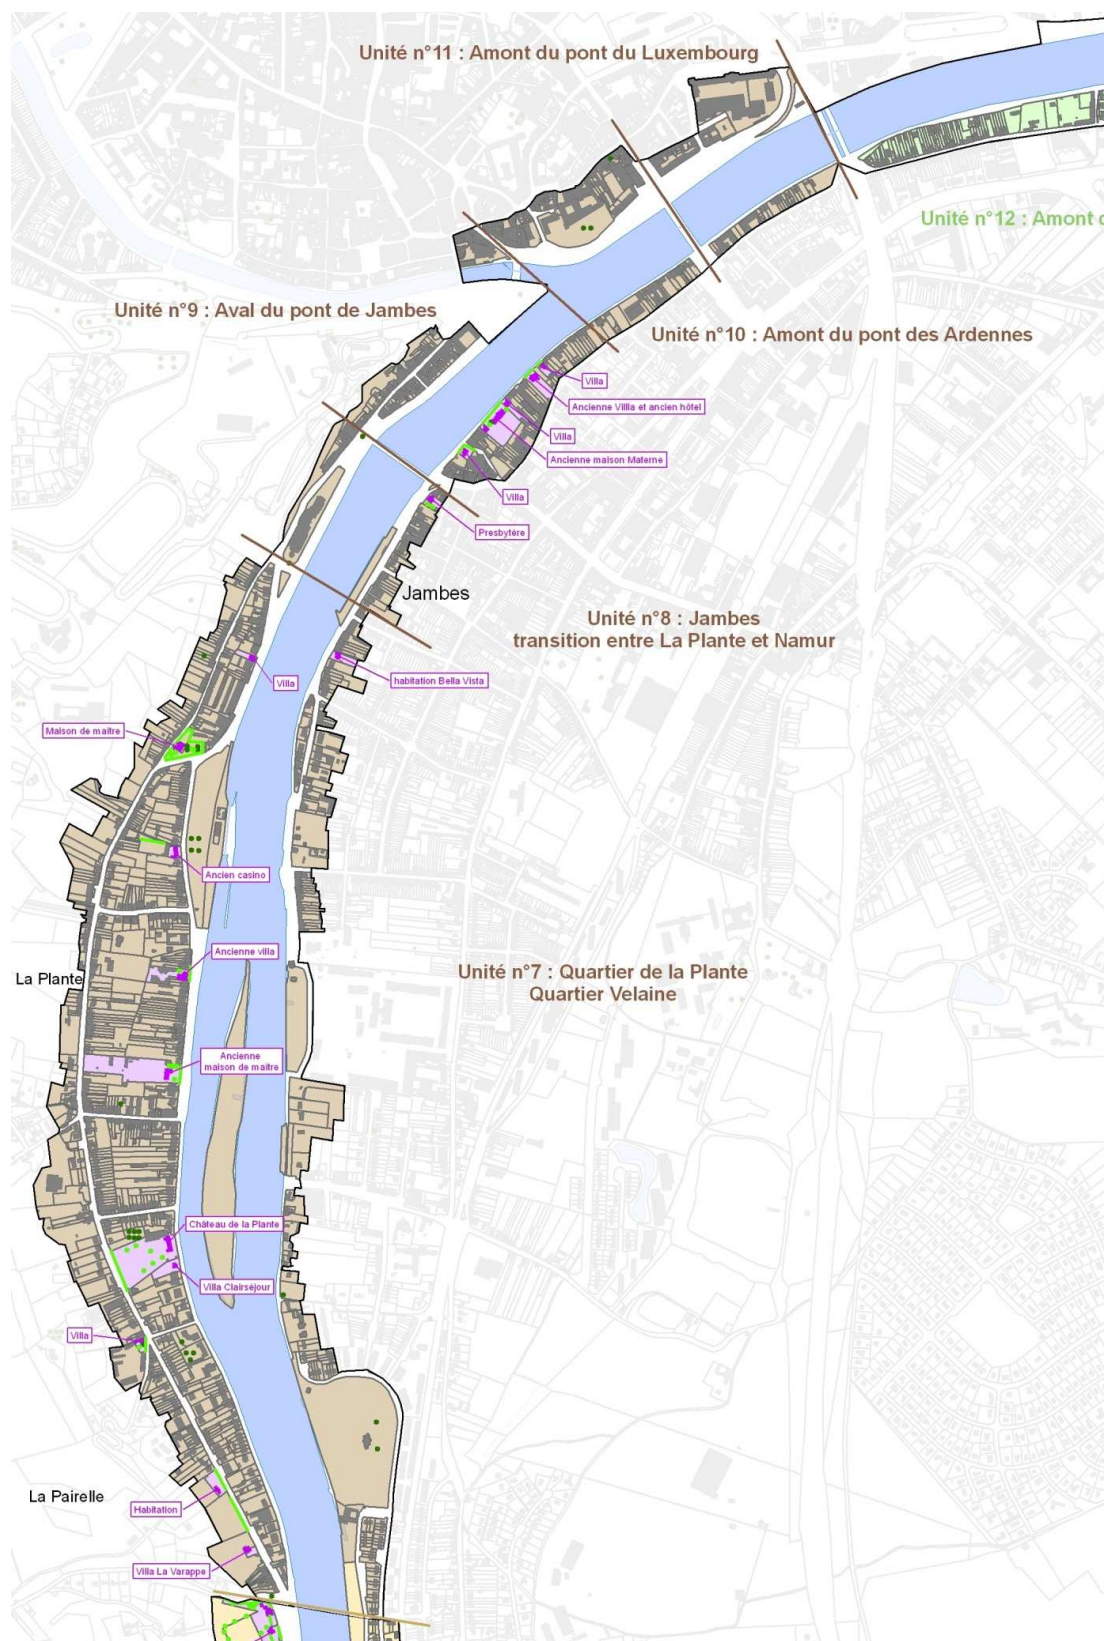 Unité n°11 : Amont du pont du Luxembourg
Unité n°12 : Amont d
Unité n°9 : Aval du pont de Jambes
Unité n°10 : Amont du pont des Ardennes
Villa
Ancienne Villla et ancien hôtel
Villa
Ancienne maison Materne
Villa
Presbytère
Jambes
Unité n°8 : Jambes
transition entre La Plante et Namur
habitation Bella Vista
Villa
Maison de maître
Ancien casino
Ancienne villa
La Plante
Unité n°7 : Quartier de la Plante
Quartier Velaine
Ancienne
maison de maître
Château de la Plante
Villa Clairséjour
Villa
La Pairelle
Habitation
Villa La Varappe